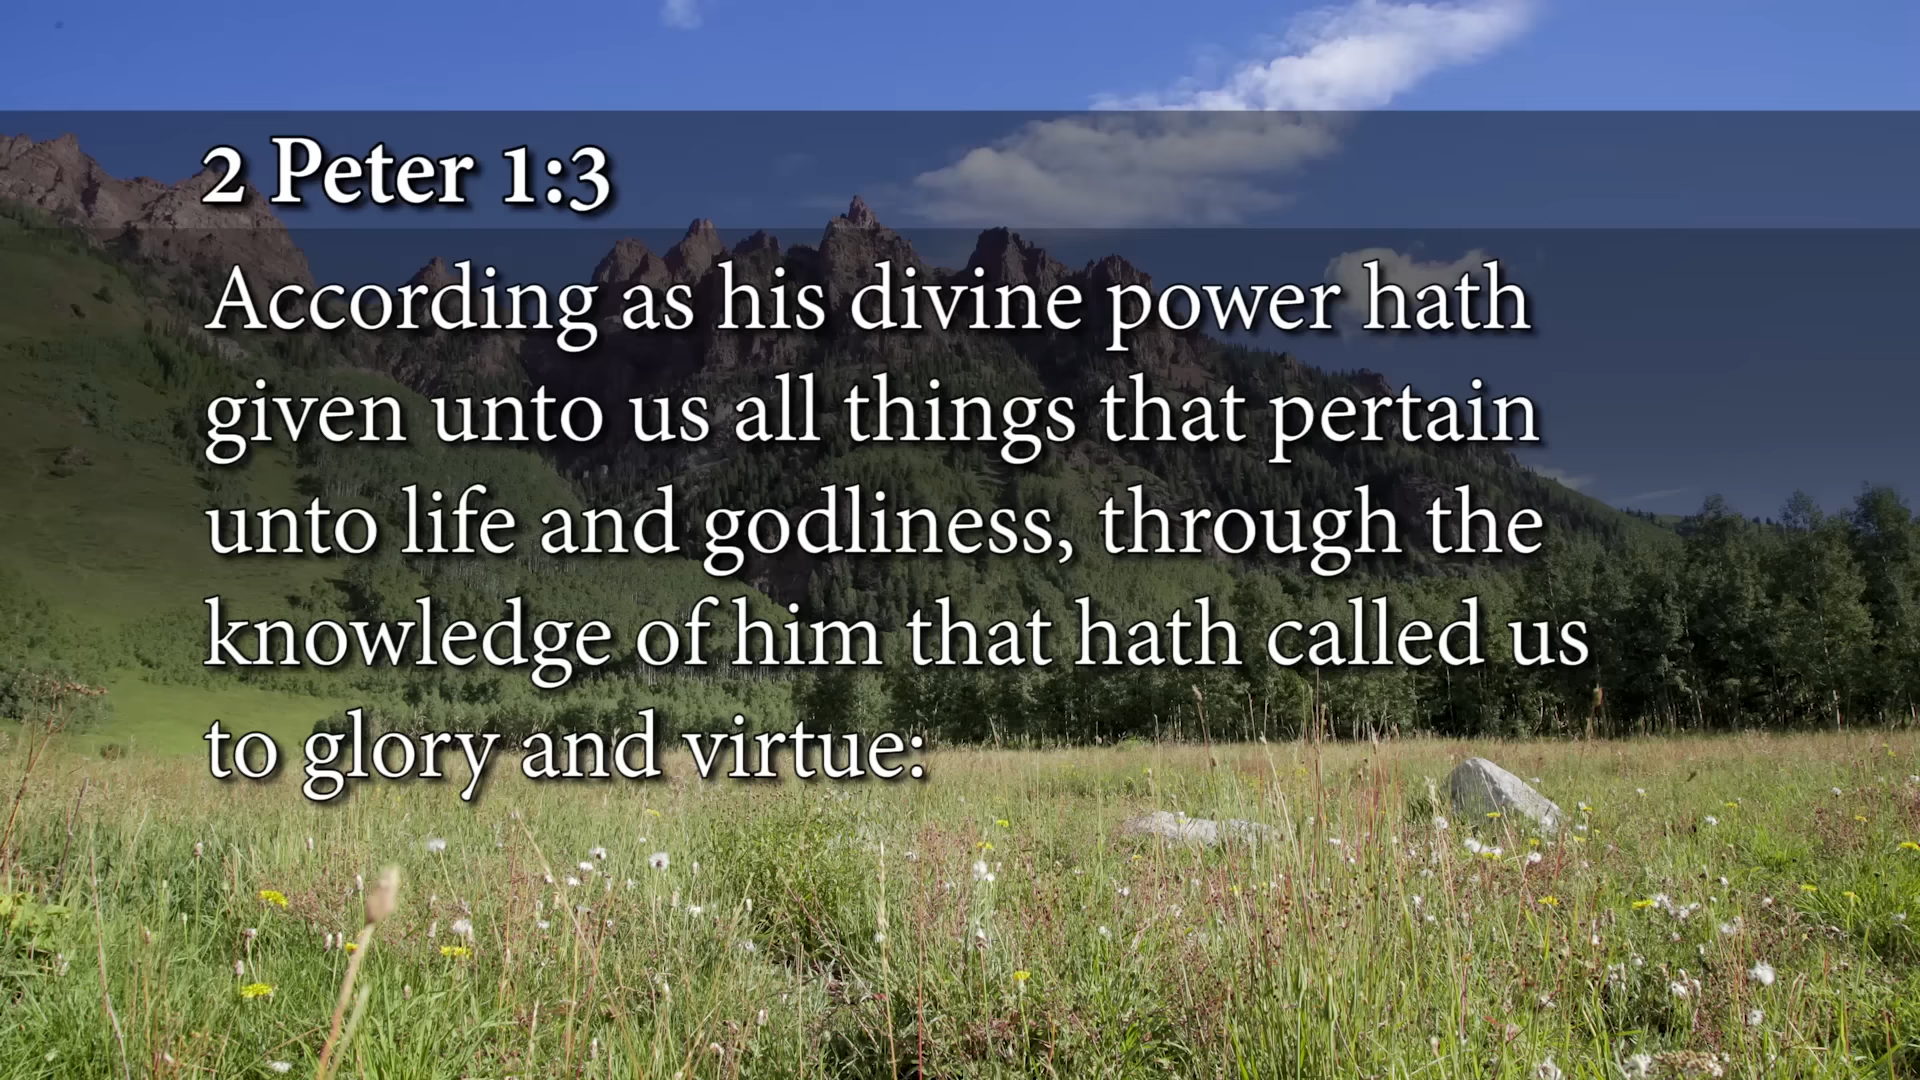 2 Peter 1:3
According as his divine power hath
given unto us all things that pertain
unto life and godliness, through the
knowledge of him that hath called us
to glory and virtue: